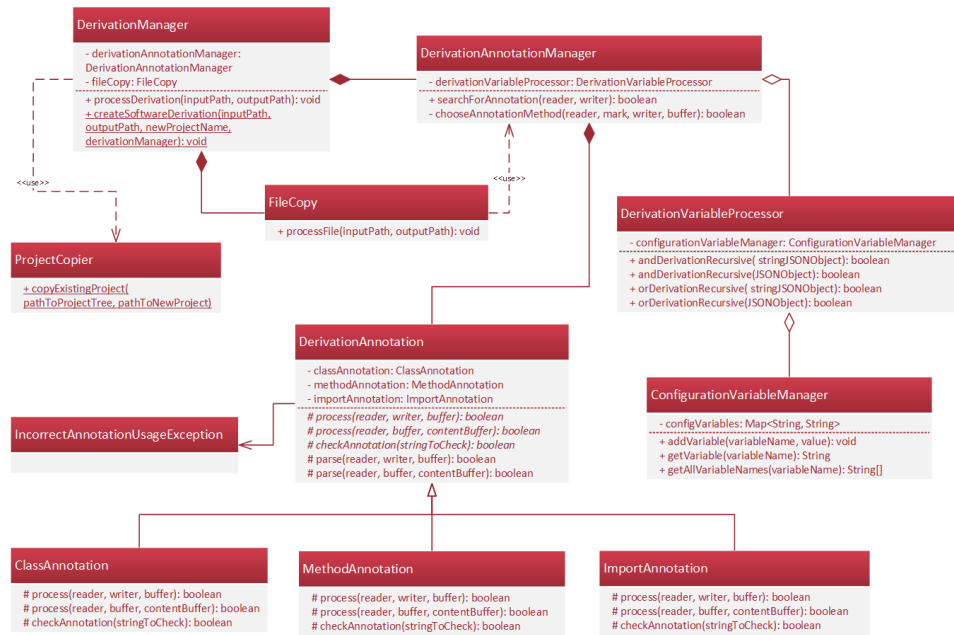 DerivationManager
- derivationAnnotationManager:
DerivationAnnotationManager
- fileCopy: FileCopy
+ processDerivation(inputPath, outputPath): void
+ createSoftwareDerivation(inputPath,
outputPath, newProjectName,
derivationManager): void
DerivationAnnotationManager
- derivationVariableProcessor: DerivationVariableProcessor
+ searchForAnnotation(reader, writer): boolean
- chooseAnnotationMethod(reader, mark, writer, buffer): boolean
<<use>>
<<use>>
FileCopy
+ processFile(inputPath, outputPath): void
DerivationVariableProcessor
- configurationVariableManager: ConfigurationVariableManager
+ andDerivationRecursive( stringJSONObject): boolean
+ andDerivationRecursive(JSONObject): boolean
+ orDerivationRecursive( stringJSONObject): boolean
+ orDerivationRecursive(JSONObject): boolean
ProjectCopier
+ copyExistingProject(
pathToProjectTree, pathToNewProject)
DerivationAnnotation
- classAnnotation: ClassAnnotation
- methodAnnotation: MethodAnnotation
- importAnnotation: ImportAnnotation
# process(reader, writer, buffer): boolean
# process(reader, buffer, contentBuffer): boolean
# checkAnnotation(stringToCheck): boolean
# parse(reader, writer, buffer): boolean
# parse(reader, buffer, contentBuffer): boolean
ConfigurationVariableManager
- configVariables: Map<String, String>
+ addVariable(variableName, value): void
+ getVariable(variableName): String
+ getAllVariableNames(variableName): String[]
IncorrectAnnotationUsageException
ClassAnnotation
# process(reader, writer, buffer): boolean
# process(reader, buffer, contentBuffer): boolean
# checkAnnotation(stringToCheck): boolean
MethodAnnotation
# process(reader, writer, buffer): boolean
# process(reader, buffer, contentBuffer): boolean
# checkAnnotation(stringToCheck): boolean
ImportAnnotation
# process(reader, writer, buffer): boolean
# process(reader, buffer, contentBuffer): boolean
# checkAnnotation(stringToCheck): boolean